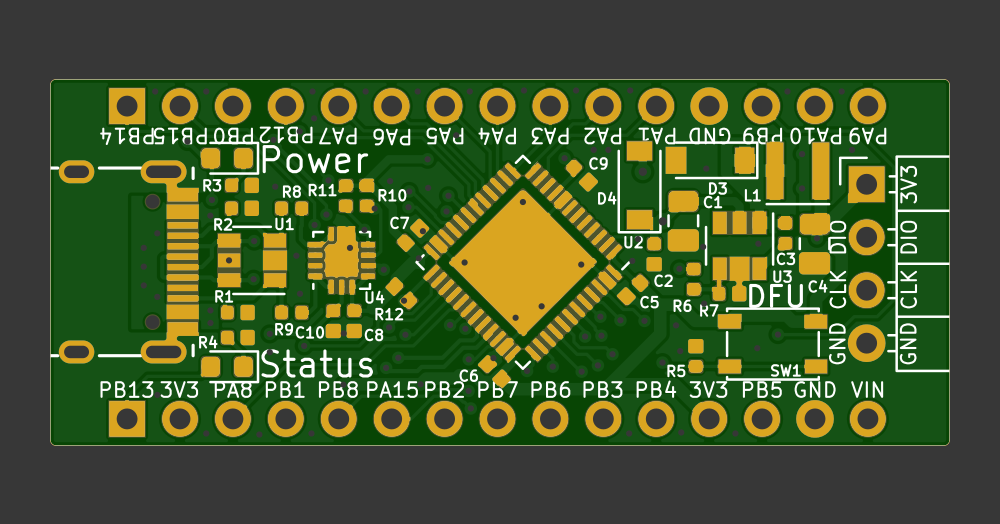 PB14 PB15 PB0 PB12 PA7 PA6 PA5 PA4 PA3 PA2 PA1 GND PB9 PA10 PA9
Power
C9
R3 R8 R11 R10
D3 L1
D4 C1
3V3
R2 U1 C7
U2
DIO DIO
C3
C2 U3
R1 U4 C5 R6 R7 DFU C4
CLK CLK
R12
R9 C10 C8
R4
GND GND
Status
C6 R5 SW1
PB13 3V3 PA8 PB1 PB8 PA15 PB2 PB7 PB6 PB3 PB4 3V3 PB5 GND VIN